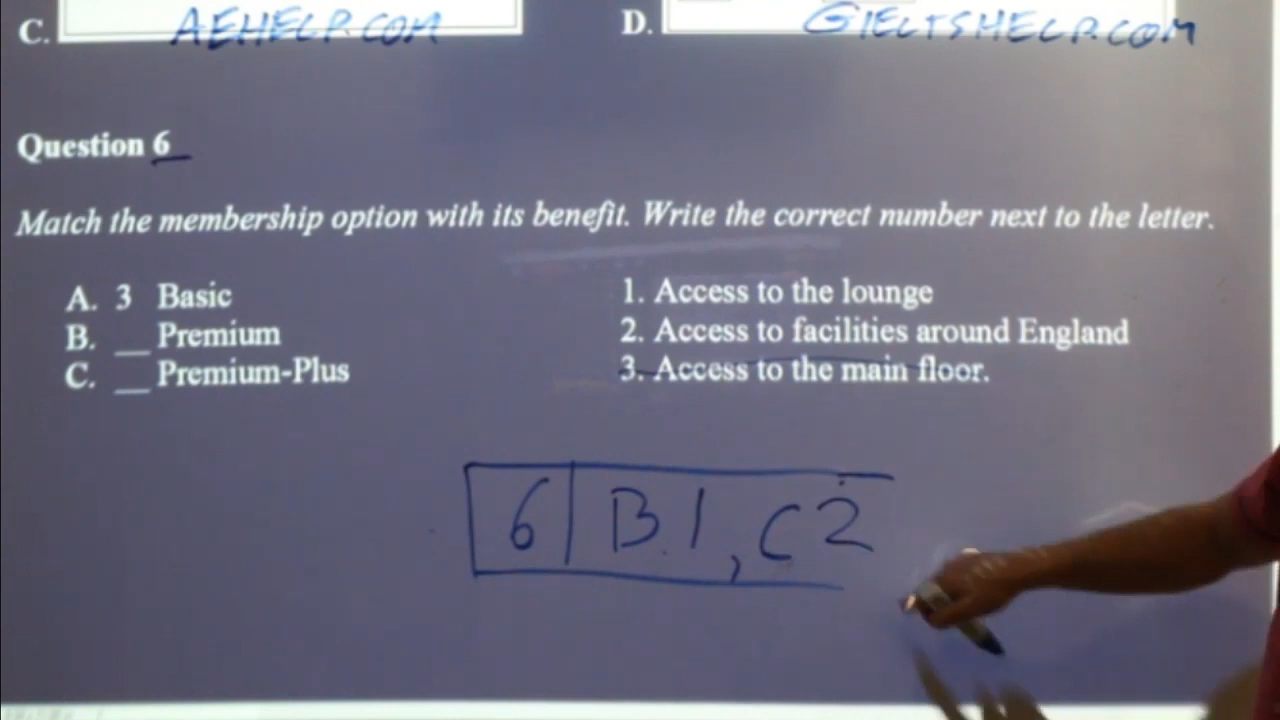 C. AEHELP.COM D. GIELTSHELP.COM
Question 6
Match the membership option with its benefit. Write the correct number next to the letter.
A. 3 Basic 1. Access to the lounge
B. __ Premium 2. Access to facilities around England
C. __ Premium-Plus 3. Access to the main floor.
6 B 1, C 2